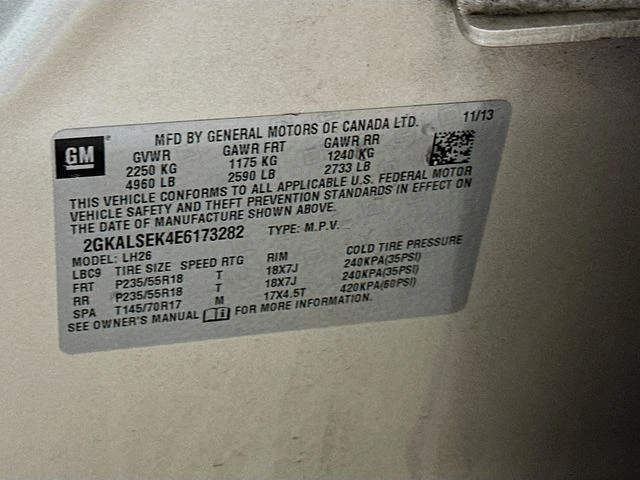 GM
MFD BY GENERAL MOTORS OF CANADA LTD. 11/13
GVWR GAWR FRT GAWR RR
2250 KG 1175 KG 1240 KG
4960 LB 2590 LB 2733 LB
THIS VEHICLE CONFORMS TO ALL APPLICABLE U.S. FEDERAL MOTOR
VEHICLE SAFETY AND THEFT PREVENTION STANDARDS IN EFFECT ON
THE DATE OF MANUFACTURE SHOWN ABOVE.
2GKALSEK4E6173282 TYPE: M.P.V.
MODEL: LH26
LBC9 TIRE SIZE SPEED RTG RIM COLD TIRE PRESSURE
FRT P235/55R18 T 18X7J 240KPA(35PSI)
RR P235/55R18 T 18X7J 240KPA(35PSI)
SPA T145/70R17 M 17X4.5T 420KPA(60PSI)
SEE OWNER'S MANUAL FOR MORE INFORMATION.